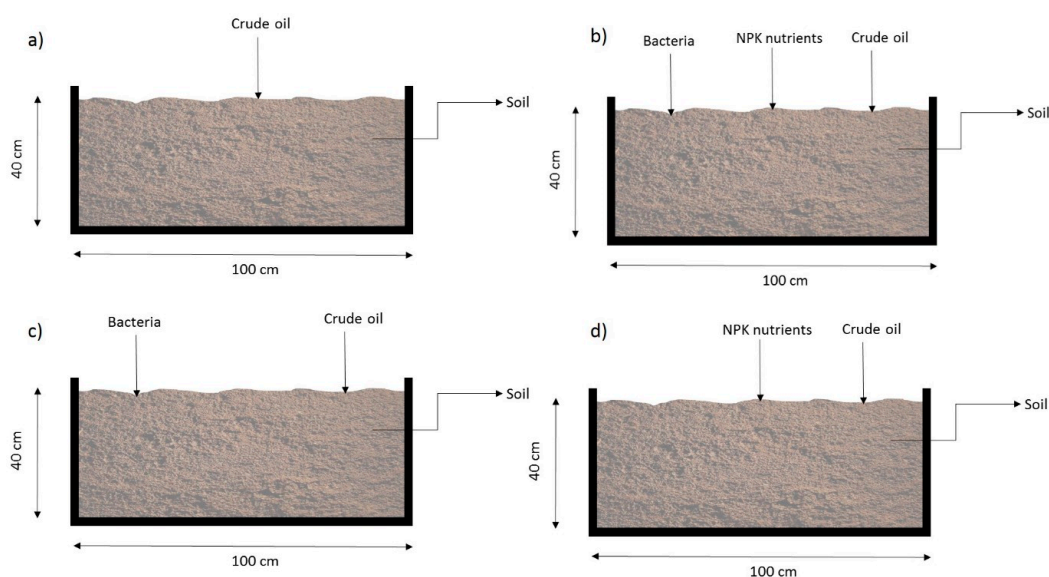 a)
Crude oil
Soil
40 cm
100 cm
b)
Bacteria
NPK nutrients
Crude oil
Soil
40 cm
100 cm
c)
Bacteria
Crude oil
Soil
40 cm
100 cm
d)
NPK nutrients
Crude oil
Soil
40 cm
100 cm